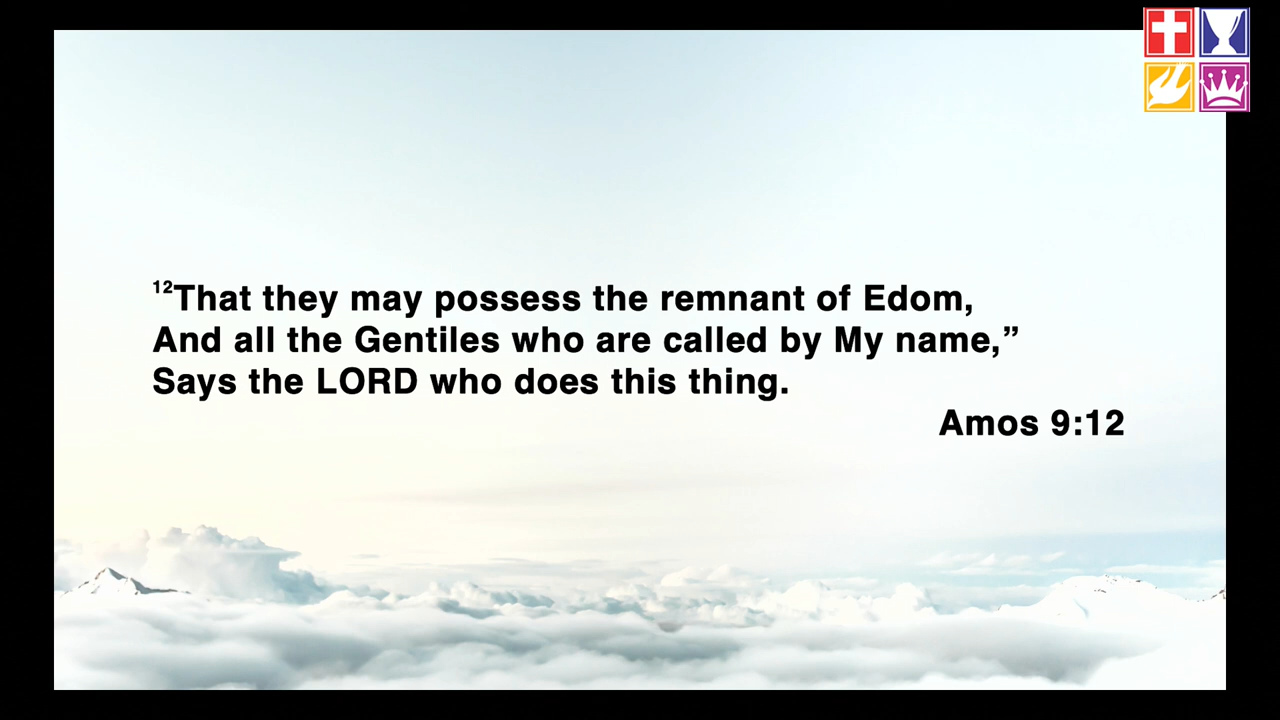 ¹²That they may possess the remnant of Edom,
And all the Gentiles who are called by My name,”
Says the LORD who does this thing.
Amos 9:12